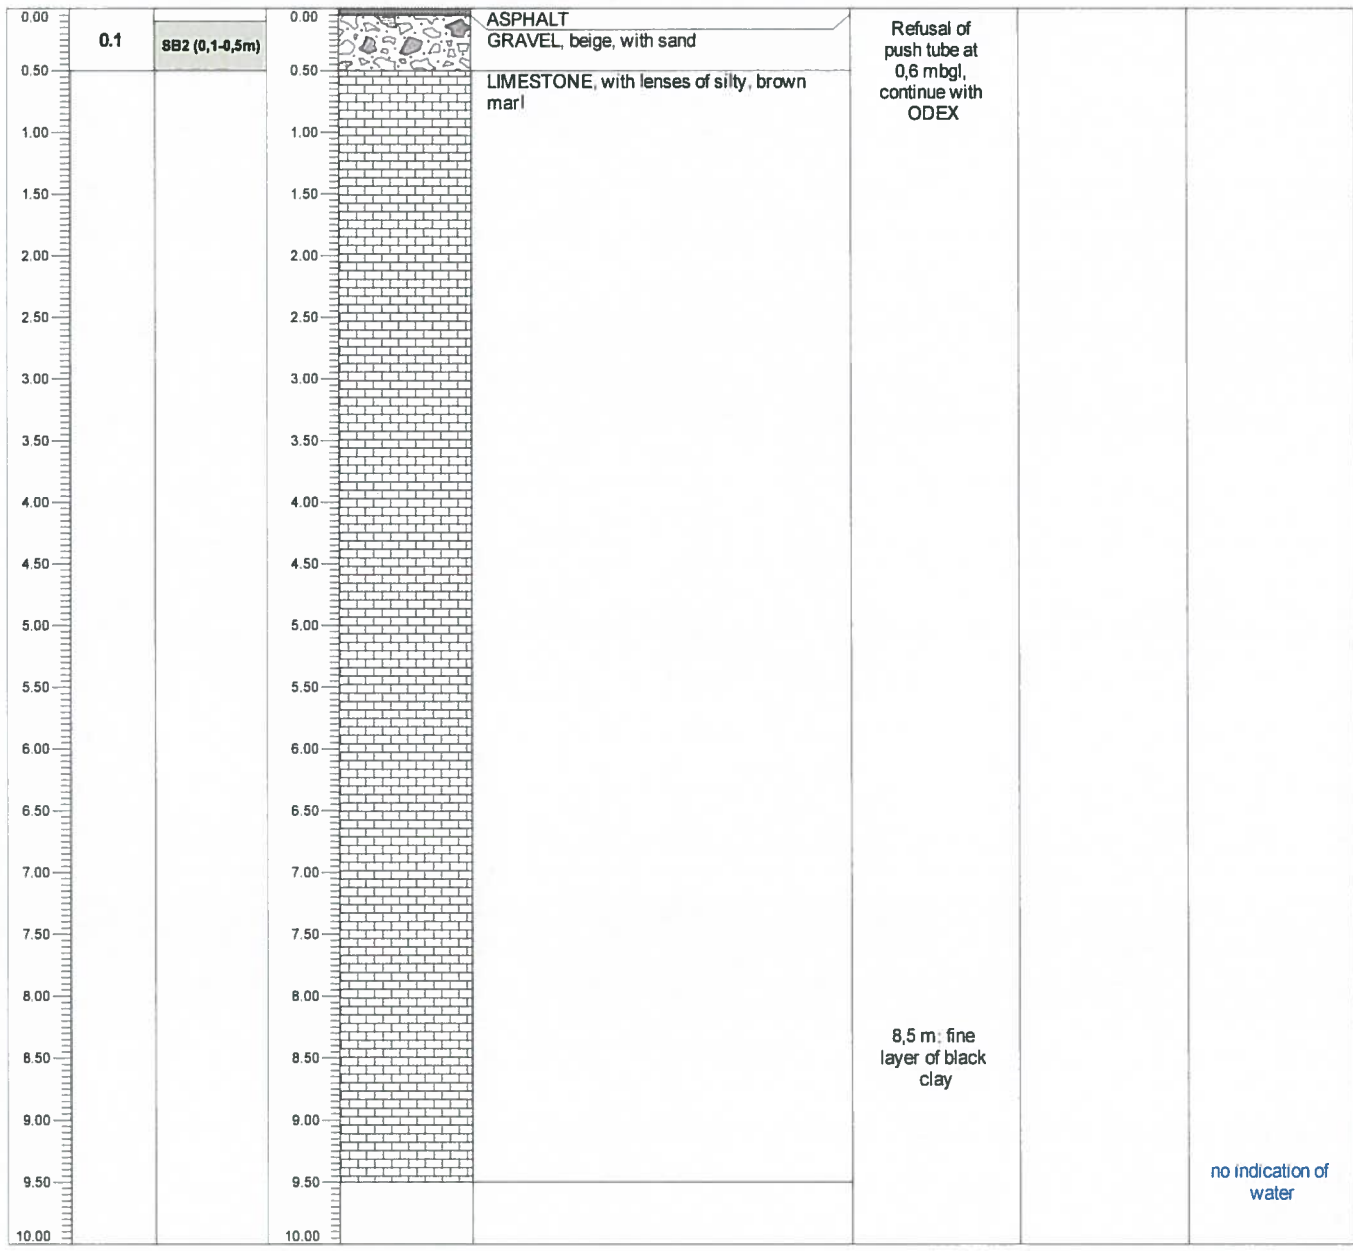 0.00
0.50
1.00
1.50
2.00
2.50
3.00
3.50
4.00
4.50
5.00
5.50
6.00
6.50
7.00
7.50
8.00
8.50
9.00
9.50
10.00
0.1
SB2 (0,1-0,5m)
0.00
0.50
1.00
1.50
2.00
2.50
3.00
3.50
4.00
4.50
5.00
5.50
6.00
6.50
7.00
7.50
8.00
8.50
9.00
9.50
10.00
ASPHALT
GRAVEL, beige, with sand
LIMESTONE, with lenses of silty, brown
marl
Refusal of
push tube at
0,6 mbgl,
continue with
ODEX
8,5 m: fine
layer of black
clay
no indication of
water